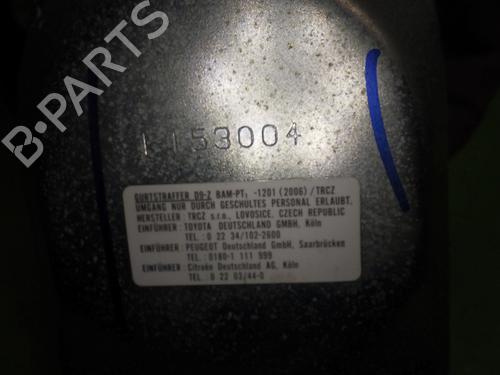 K153004
GURTSTRAFFER D9-Z BAM-PT₁ -1201 (2006) / TRCZ
UMGANG NUR DURCH GESCHULTES PERSONAL ERLAUBT.
HERSTELLER : TRCZ s.r.o., LOVOSICE, CZECH REPUBLIC
EINFÜHRER : TOYOTA DEUTSCHLAND GMBH, Köln
TEL.: 0 22 34/102-2600
EINFÜHRER : PEUGEOT Deutschland GmbH, Saarbrücken
TEL.: 0180-1 111 999
EINFÜHRER : Citroën Deutschland AG, Köln
TEL.: 0 22 03/44-0
B-PARTS